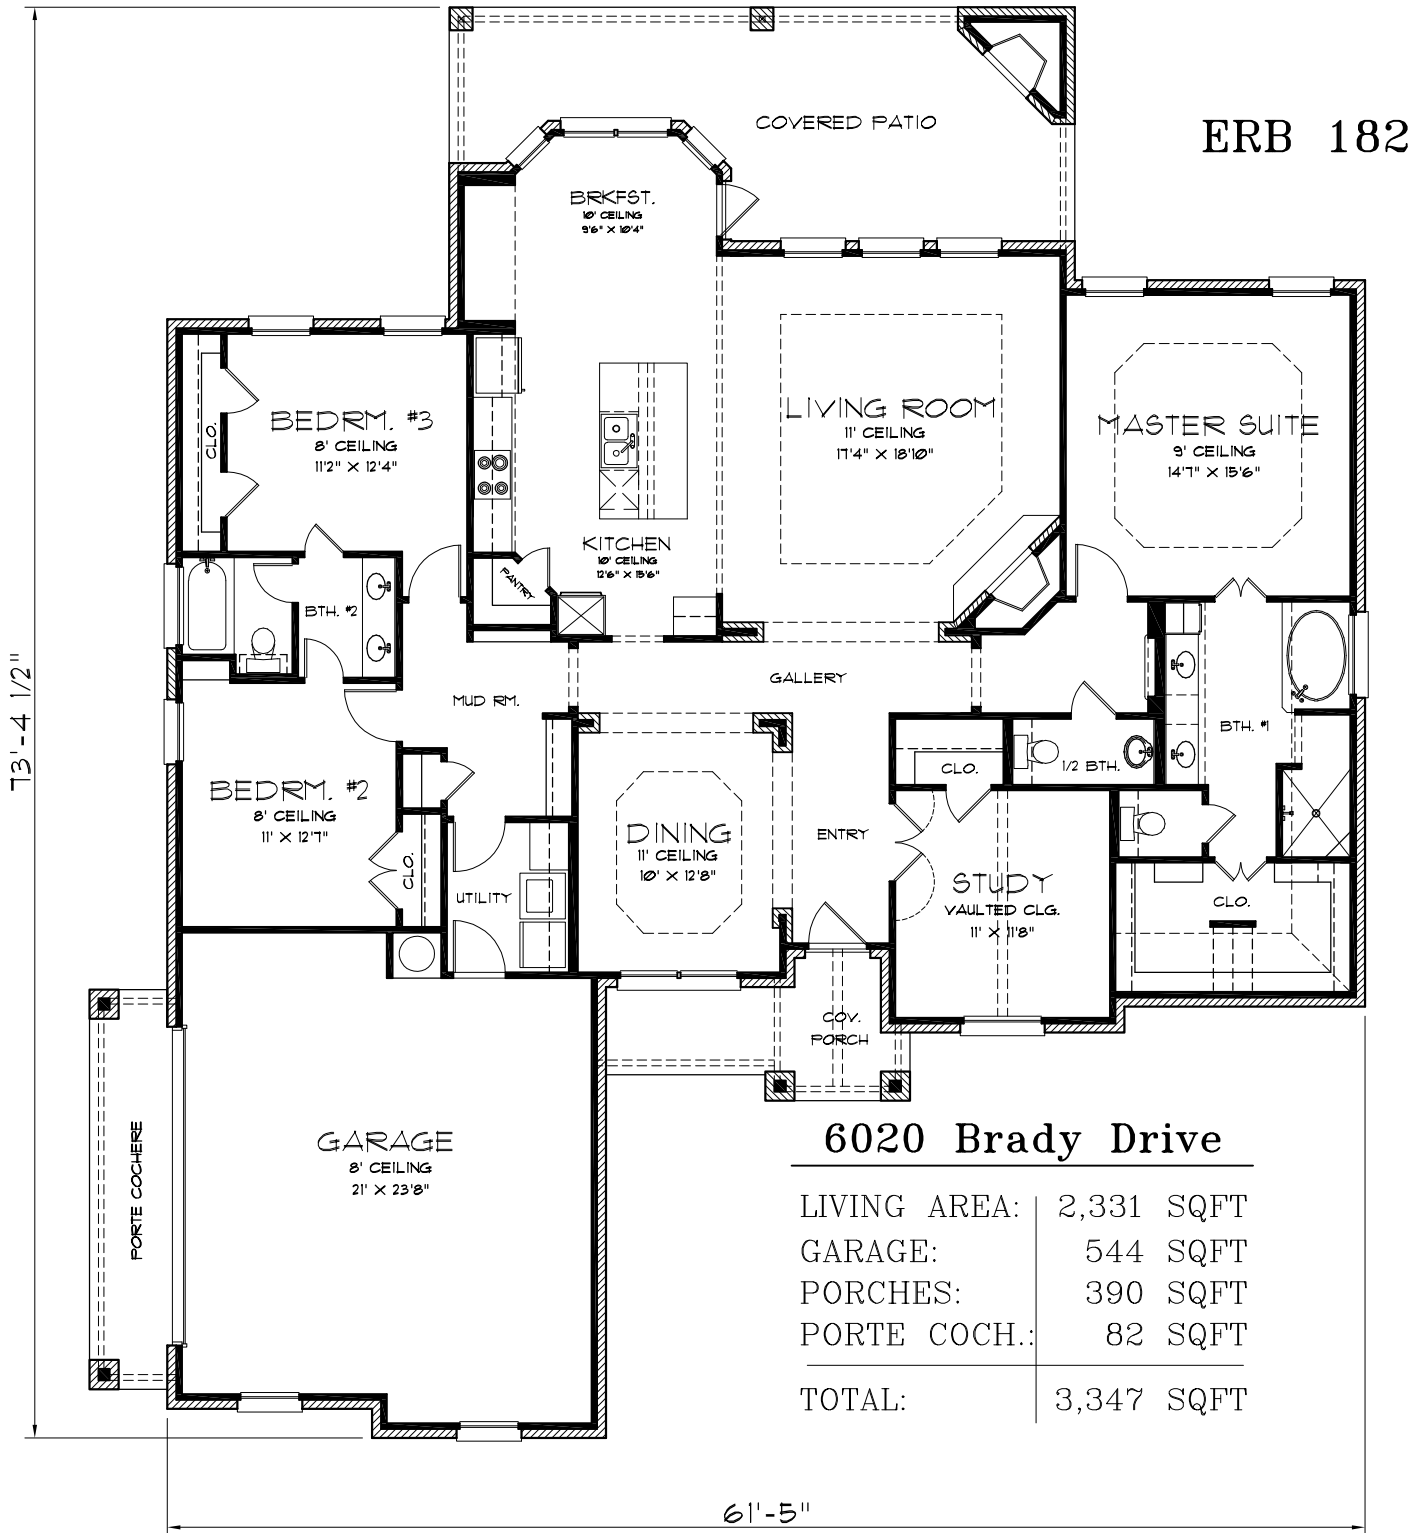 COVERED PATIO
ERB 182
BRKFST.
10' CEILING
9'6" X 10'4"
BEDRM. #3
8' CEILING
11'2" X 12'4"
CLO.
LIVING ROOM
11' CEILING
17'4" X 18'10"
MASTER SUITE
9' CEILING
14'7" X 15'6"
KITCHEN
10' CEILING
12'6" X 15'6"
PANTRY
BTH. #2
73'-4 1/2"
MUD RM.
GALLERY
BTH. #1
1/2 BTH.
CLO.
BEDRM. #2
8' CEILING
11' X 12'7"
CLO.
DINING
11' CEILING
10' X 12'8"
ENTRY
UTILITY
STUDY
VAULTED CLG.
11' X 11'8"
CLO.
COV.
PORCH
GARAGE
8' CEILING
21' X 23'8"
PORTE COCHERE
6020 Brady Drive
LIVING AREA: 2,331 SQFT
GARAGE: 544 SQFT
PORCHES: 390 SQFT
PORTE COCH.: 82 SQFT
TOTAL: 3,347 SQFT
61'-5"